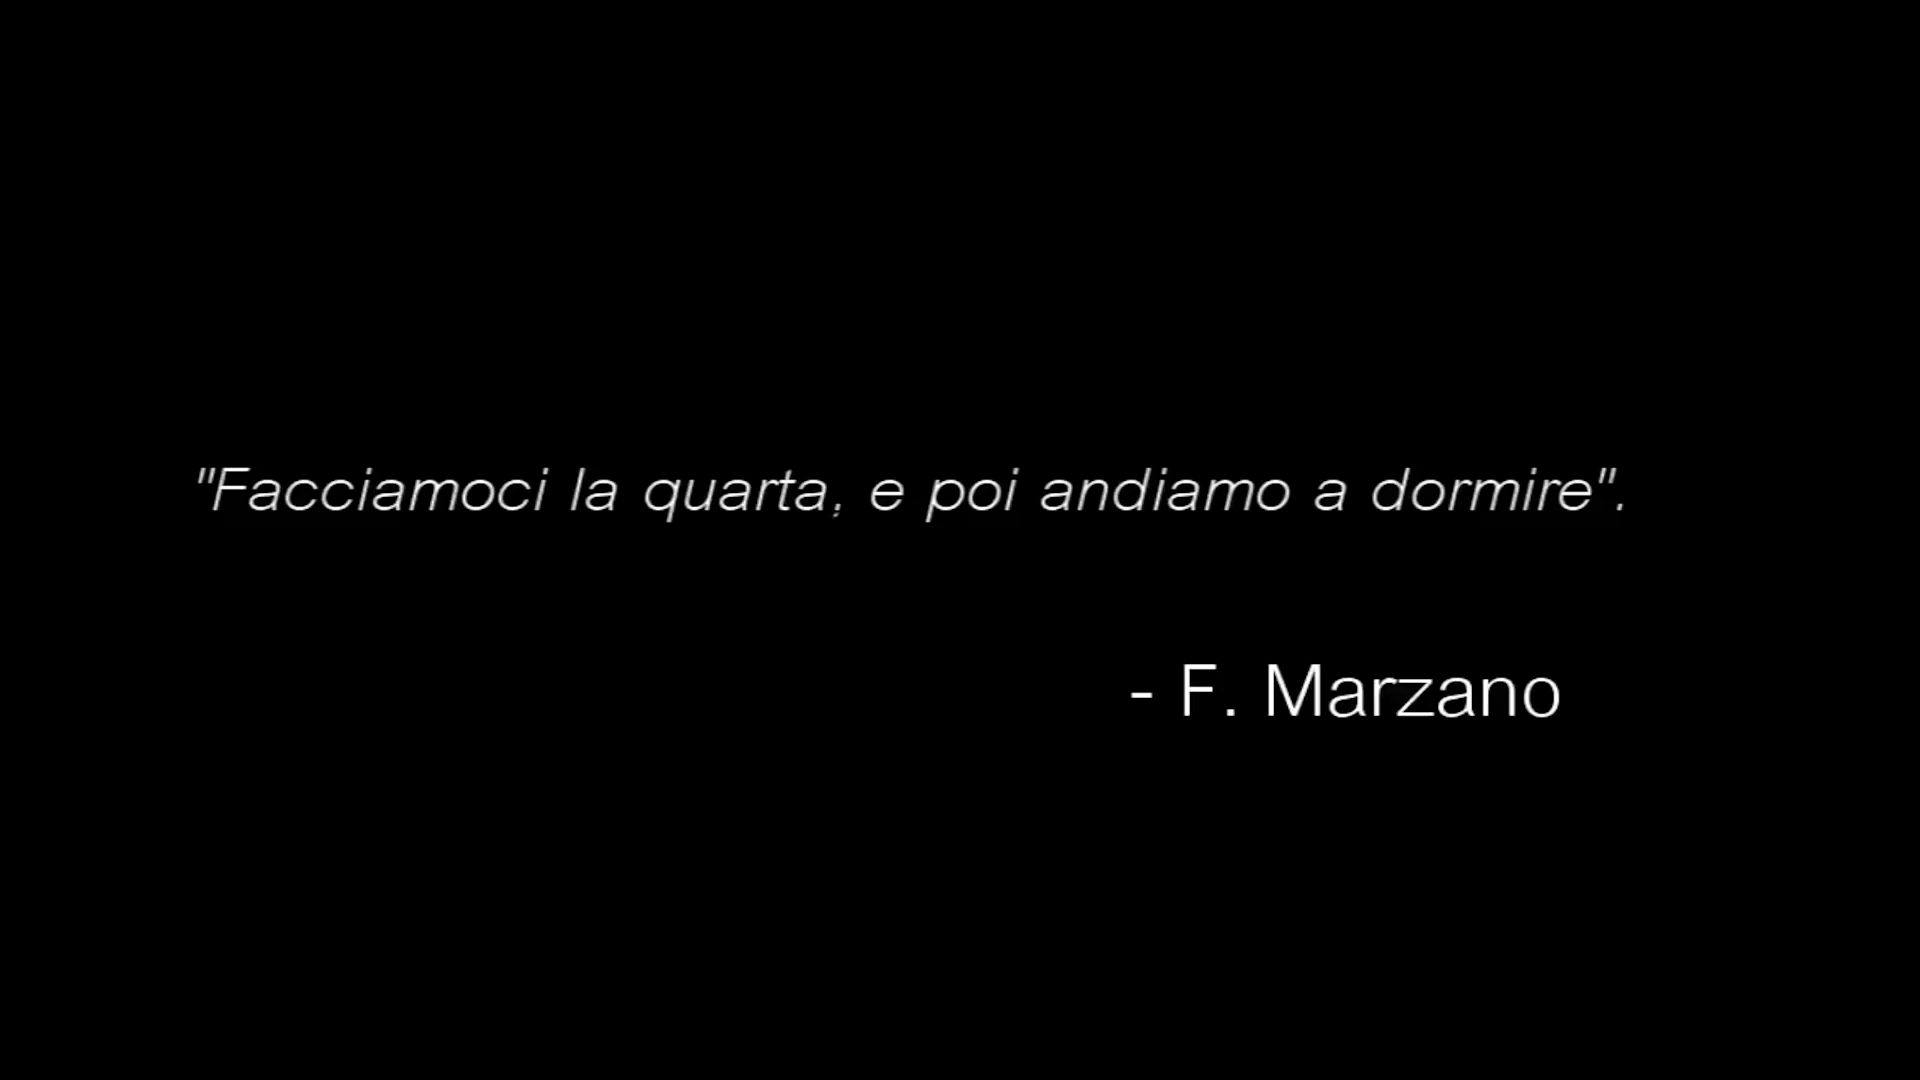 "Facciamoci la quarta, e poi andiamo a dormire".
- F. Marzano